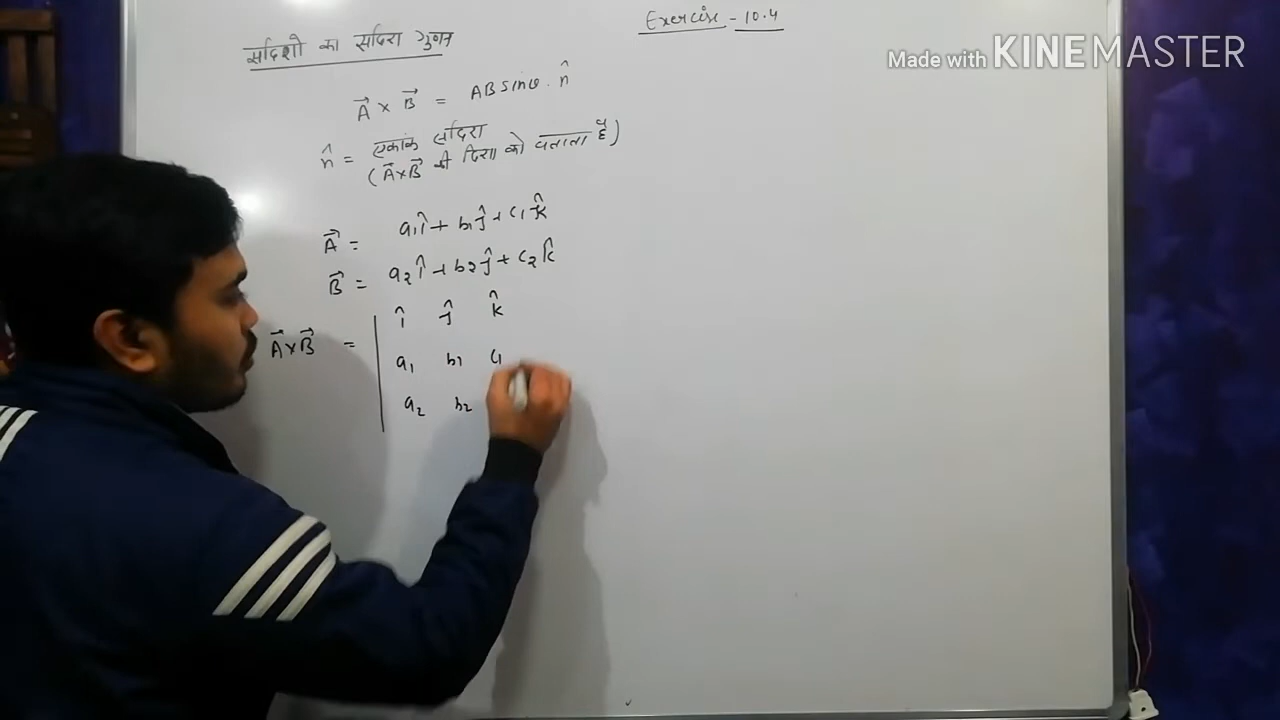 Exercise - 10.4
Made with KINEMASTER
सदिशो का सदिश गुणन
A⃗ × B⃗ = AB sinθ · n̂
n̂ = एकांक सदिश
(A⃗×B⃗ की दिशा को बताता है)
A⃗ = a₁î + b₁ĵ + c₁k̂
B⃗ = a₂î + b₂ĵ + c₂k̂
A⃗×B⃗ = | î ĵ k̂
a₁ b₁ c₁
a₂ b₂